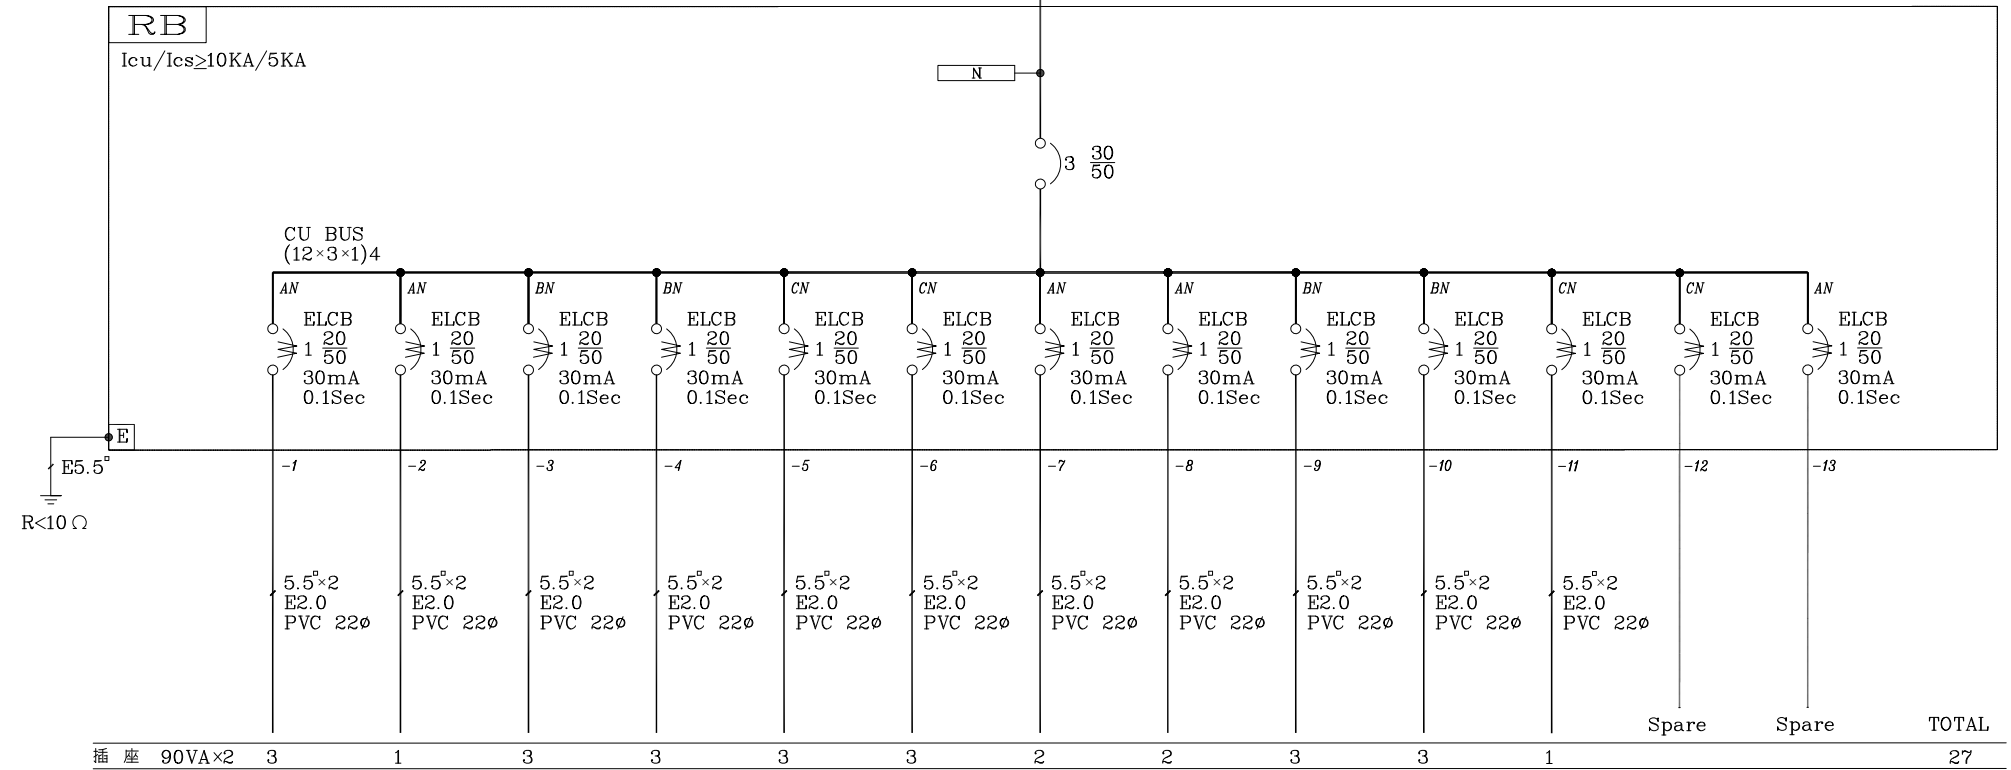 RB
Icu/Ics≥10KA/5KA
N
3 30/50
CU BUS
(12×3×1)4
AN AN BN BN CN CN AN AN BN BN CN CN AN
ELCB ELCB ELCB ELCB ELCB ELCB ELCB ELCB ELCB ELCB ELCB ELCB ELCB
1 20/50 1 20/50 1 20/50 1 20/50 1 20/50 1 20/50 1 20/50 1 20/50 1 20/50 1 20/50 1 20/50 1 20/50 1 20/50
30mA 30mA 30mA 30mA 30mA 30mA 30mA 30mA 30mA 30mA 30mA 30mA 30mA
0.1Sec 0.1Sec 0.1Sec 0.1Sec 0.1Sec 0.1Sec 0.1Sec 0.1Sec 0.1Sec 0.1Sec 0.1Sec 0.1Sec 0.1Sec
E
E5.5□ -1 -2 -3 -4 -5 -6 -7 -8 -9 -10 -11 -12 -13
R<10Ω
5.5□×2 5.5□×2 5.5□×2 5.5□×2 5.5□×2 5.5□×2 5.5□×2 5.5□×2 5.5□×2 5.5□×2 5.5□×2
E2.0 E2.0 E2.0 E2.0 E2.0 E2.0 E2.0 E2.0 E2.0 E2.0 E2.0
PVC 22ø PVC 22ø PVC 22ø PVC 22ø PVC 22ø PVC 22ø PVC 22ø PVC 22ø PVC 22ø PVC 22ø PVC 22ø
Spare Spare TOTAL
插座 90VA×2 3 1 3 3 3 3 2 2 3 3 1 27